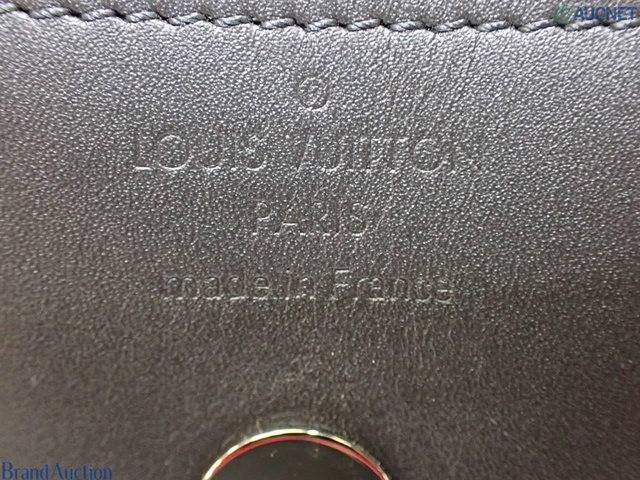 AUCNET
®
LOUIS VUITTON
PARIS
made in France
Brand Auction